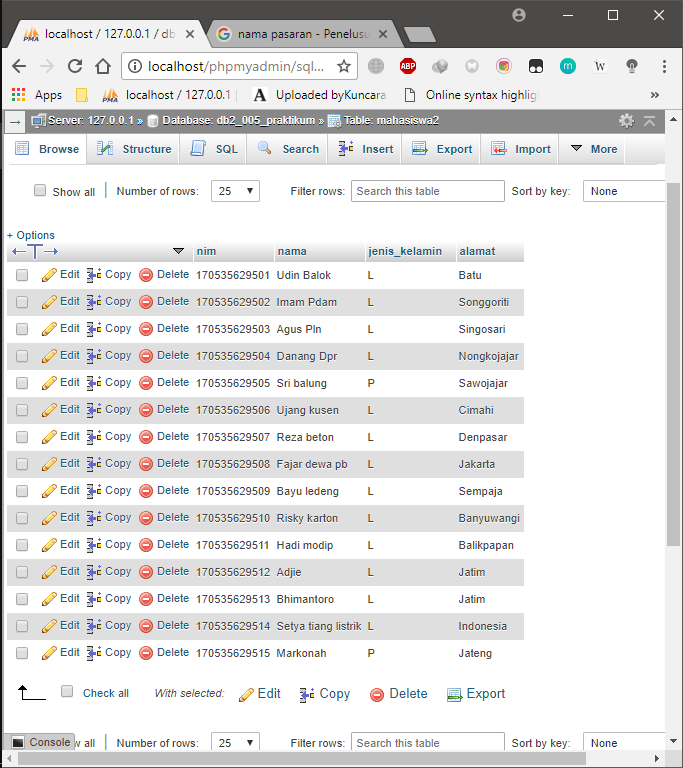 localhost / 127.0.0.1 / db
nama pasaran - Penelusu
localhost/phpmyadmin/sql...
Apps localhost / 127.0.0.1 Uploaded byKuncara Online syntax highlig »
Server: 127.0.0.1 » Database: db2_005_praktikum » Table: mahasiswa2
Browse Structure SQL Search Insert Export Import More
Show all Number of rows: 25 Filter rows: Search this table Sort by key: None
+ Options
nim nama jenis_kelamin alamat
Edit Copy Delete 170535629501 Udin Balok L Batu
Edit Copy Delete 170535629502 Imam Pdam L Songgoriti
Edit Copy Delete 170535629503 Agus Pln L Singosari
Edit Copy Delete 170535629504 Danang Dpr L Nongkojajar
Edit Copy Delete 170535629505 Sri balung P Sawojajar
Edit Copy Delete 170535629506 Ujang kusen L Cimahi
Edit Copy Delete 170535629507 Reza beton L Denpasar
Edit Copy Delete 170535629508 Fajar dewa pb L Jakarta
Edit Copy Delete 170535629509 Bayu ledeng L Sempaja
Edit Copy Delete 170535629510 Risky karton L Banyuwangi
Edit Copy Delete 170535629511 Hadi modip L Balikpapan
Edit Copy Delete 170535629512 Adjie L Jatim
Edit Copy Delete 170535629513 Bhimantoro L Jatim
Edit Copy Delete 170535629514 Setya tiang listrik L Indonesia
Edit Copy Delete 170535629515 Markonah P Jateng
Check all With selected: Edit Copy Delete Export
Console w all Number of rows: 25 Filter rows: Search this table Sort by key: None